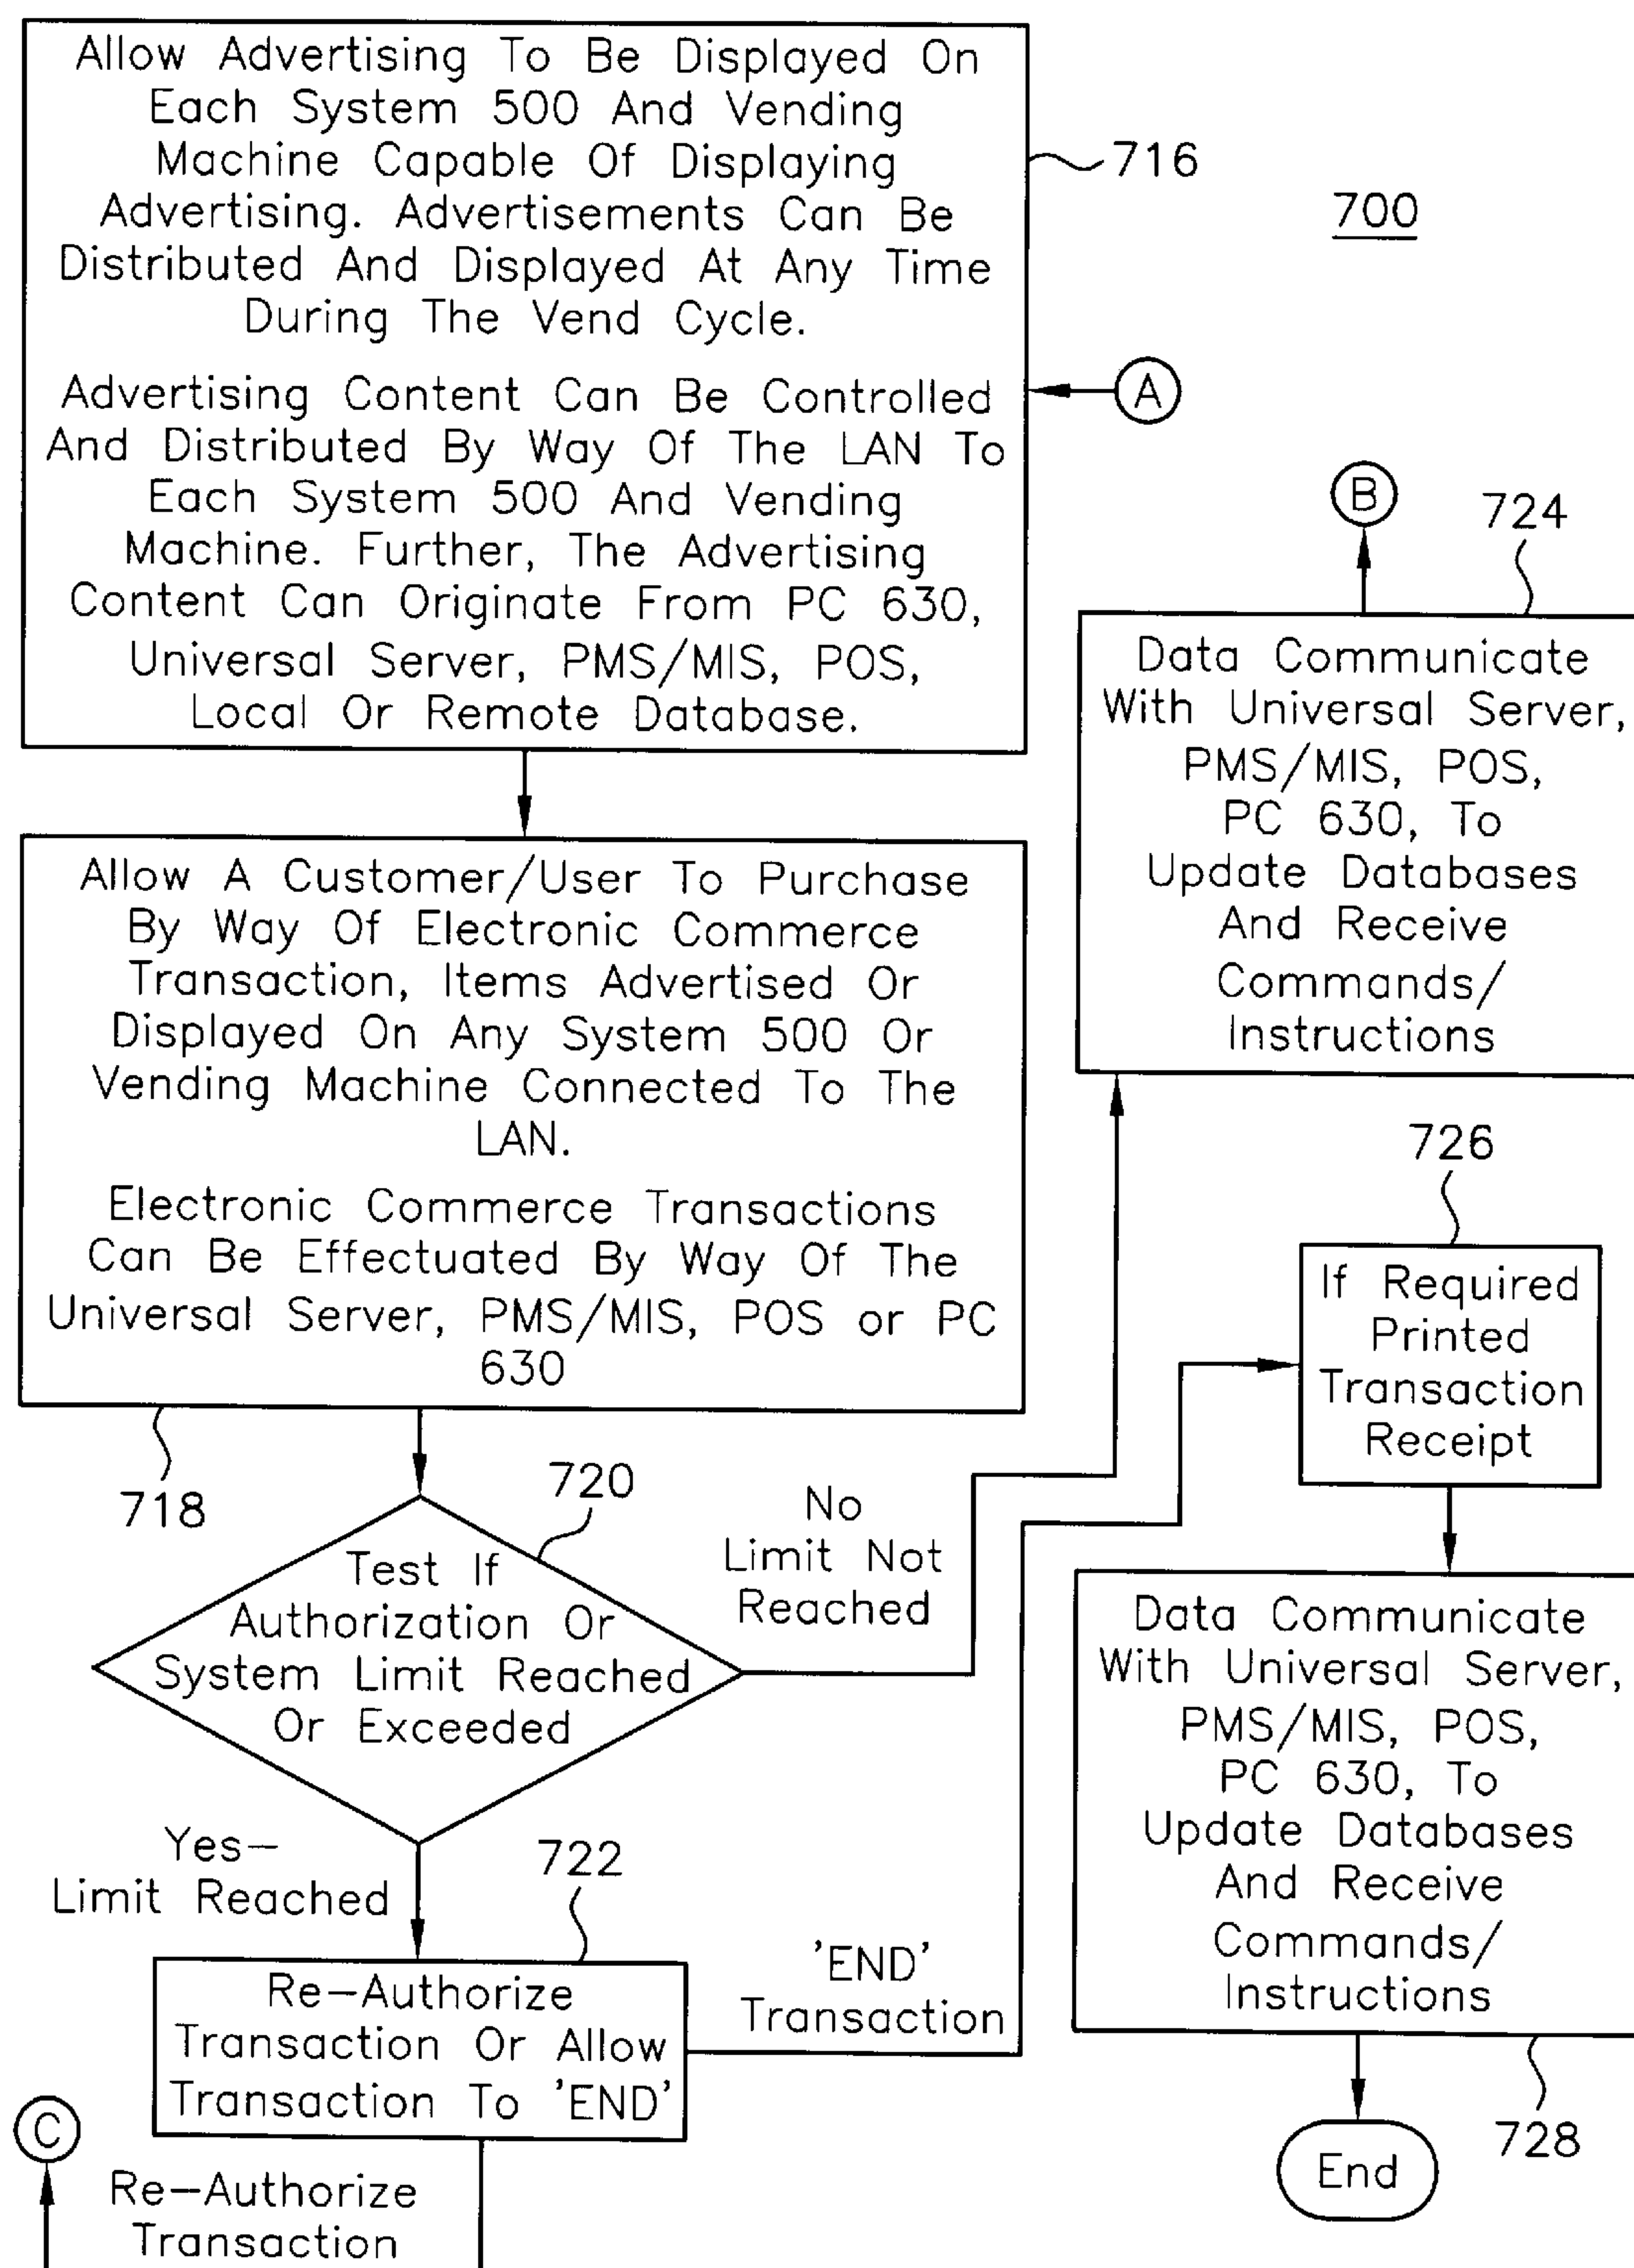 Allow Advertising To Be Displayed On
Each System 500 And Vending
Machine Capable Of Displaying
Advertising. Advertisements Can Be
Distributed And Displayed At Any Time
During The Vend Cycle.
Advertising Content Can Be Controlled
And Distributed By Way Of The LAN To
Each System 500 And Vending
Machine. Further, The Advertising
Content Can Originate From PC 630,
Universal Server, PMS/MIS, POS,
Local Or Remote Database.
716
700
A
Allow A Customer/User To Purchase
By Way Of Electronic Commerce
Transaction, Items Advertised Or
Displayed On Any System 500 Or
Vending Machine Connected To The
LAN.
Electronic Commerce Transactions
Can Be Effectuated By Way Of The
Universal Server, PMS/MIS, POS or PC
630
718
720
Test If
Authorization Or
System Limit Reached
Or Exceeded
No
Limit Not
Reached
Yes-
Limit Reached
722
Re-Authorize
Transaction Or Allow
Transaction To 'END'
'END'
Transaction
C
Re-Authorize
Transaction
B
724
Data Communicate
With Universal Server,
PMS/MIS, POS,
PC 630, To
Update Databases
And Receive
Commands/
Instructions
726
If Required
Printed
Transaction
Receipt
Data Communicate
With Universal Server,
PMS/MIS, POS,
PC 630, To
Update Databases
And Receive
Commands/
Instructions
728
End